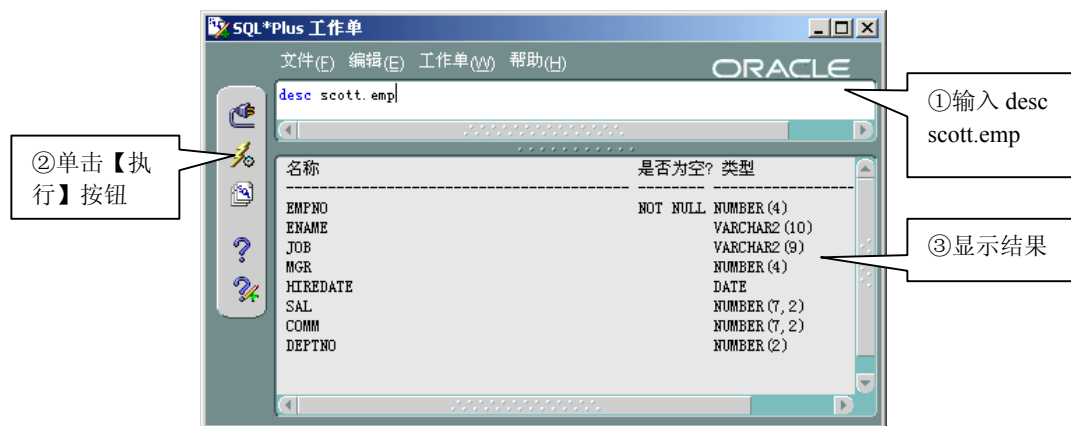 SQL*Plus 工作单
文件(F) 编辑(E) 工作单(W) 帮助(H)
ORACLE
desc scott.emp
①输入 desc
scott.emp
②单击【执
行】按钮
名称 是否为空? 类型
EMPNO NOT NULL NUMBER(4)
ENAME VARCHAR2(10)
JOB VARCHAR2(9)
MGR NUMBER(4)
HIREDATE DATE
SAL NUMBER(7,2)
COMM NUMBER(7,2)
DEPTNO NUMBER(2)
③显示结果